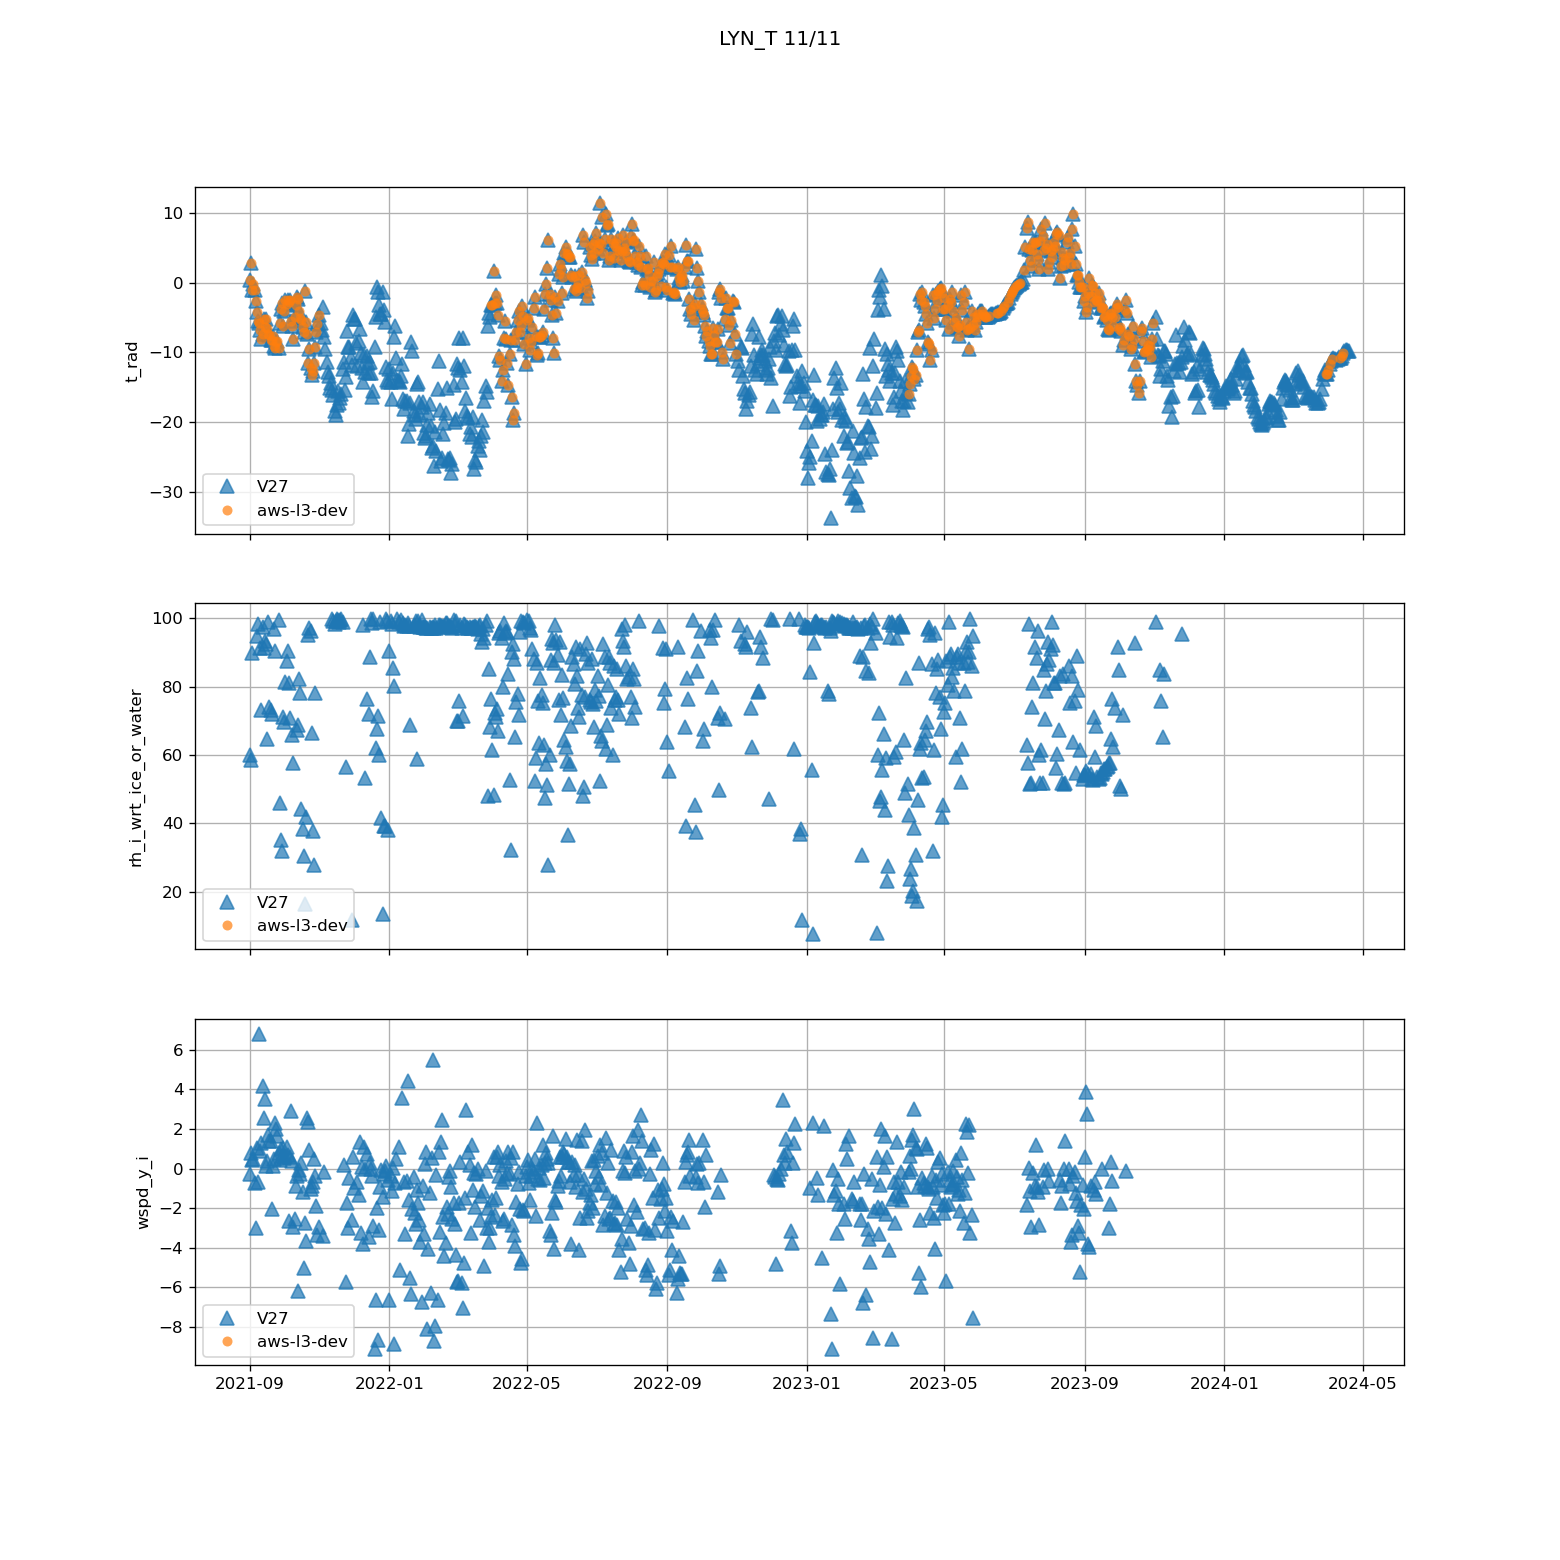 LYN_T 11/11
10
0
−10
−20
−30
t_rad
V27
aws-l3-dev
100
80
60
40
20
rh_i_wrt_ice_or_water
V27
aws-l3-dev
6
4
2
0
−2
−4
−6
−8
wspd_y_i
V27
aws-l3-dev
2021-09 2022-01 2022-05 2022-09 2023-01 2023-05 2023-09 2024-01 2024-05